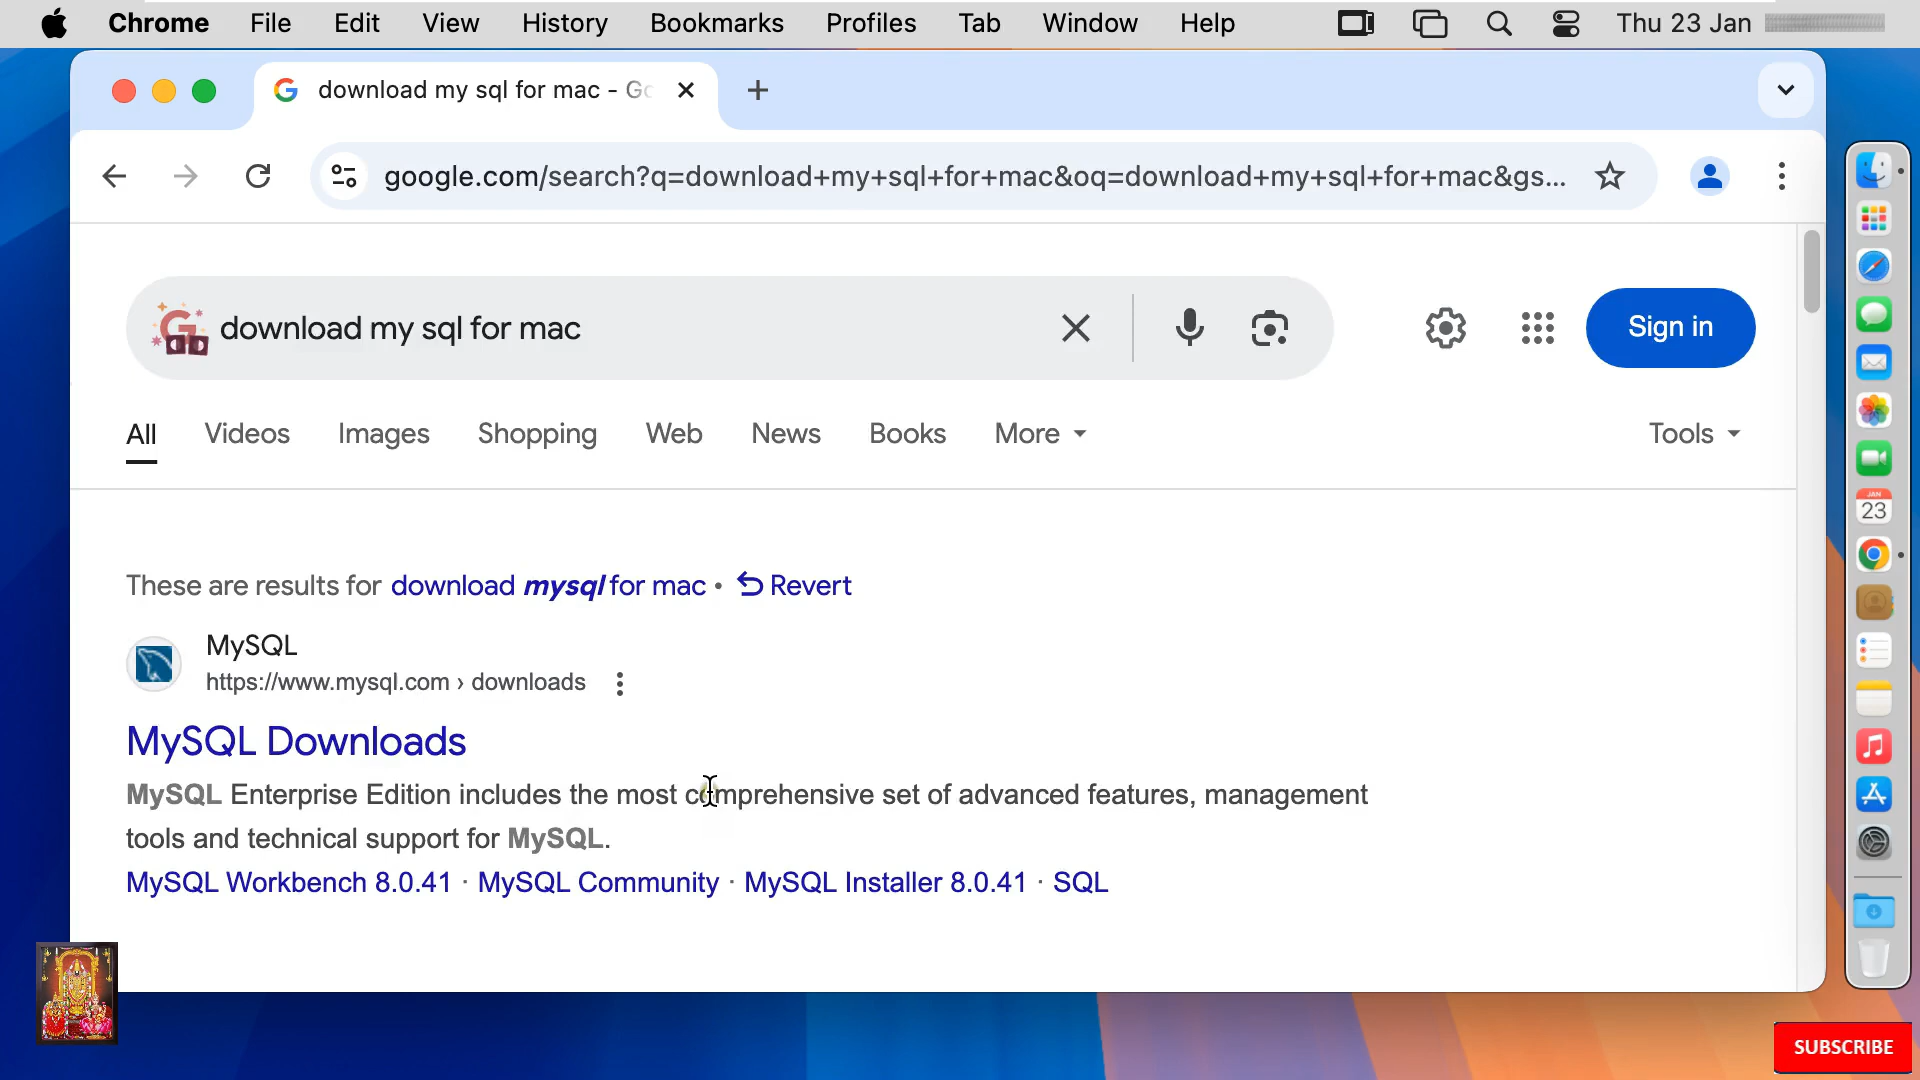 Chrome File Edit View History Bookmarks Profiles Tab Window Help Thu 23 Jan
download my sql for mac - Go
google.com/search?q=download+my+sql+for+mac&oq=download+my+sql+for+mac&gs...
download my sql for mac
Sign in
All Videos Images Shopping Web News Books More Tools
These are results for download mysql for mac • Revert
MySQL
https://www.mysql.com › downloads
MySQL Downloads
MySQL Enterprise Edition includes the most comprehensive set of advanced features, management
tools and technical support for MySQL.
MySQL Workbench 8.0.41 · MySQL Community · MySQL Installer 8.0.41 · SQL
JAN
23
SUBSCRIBE